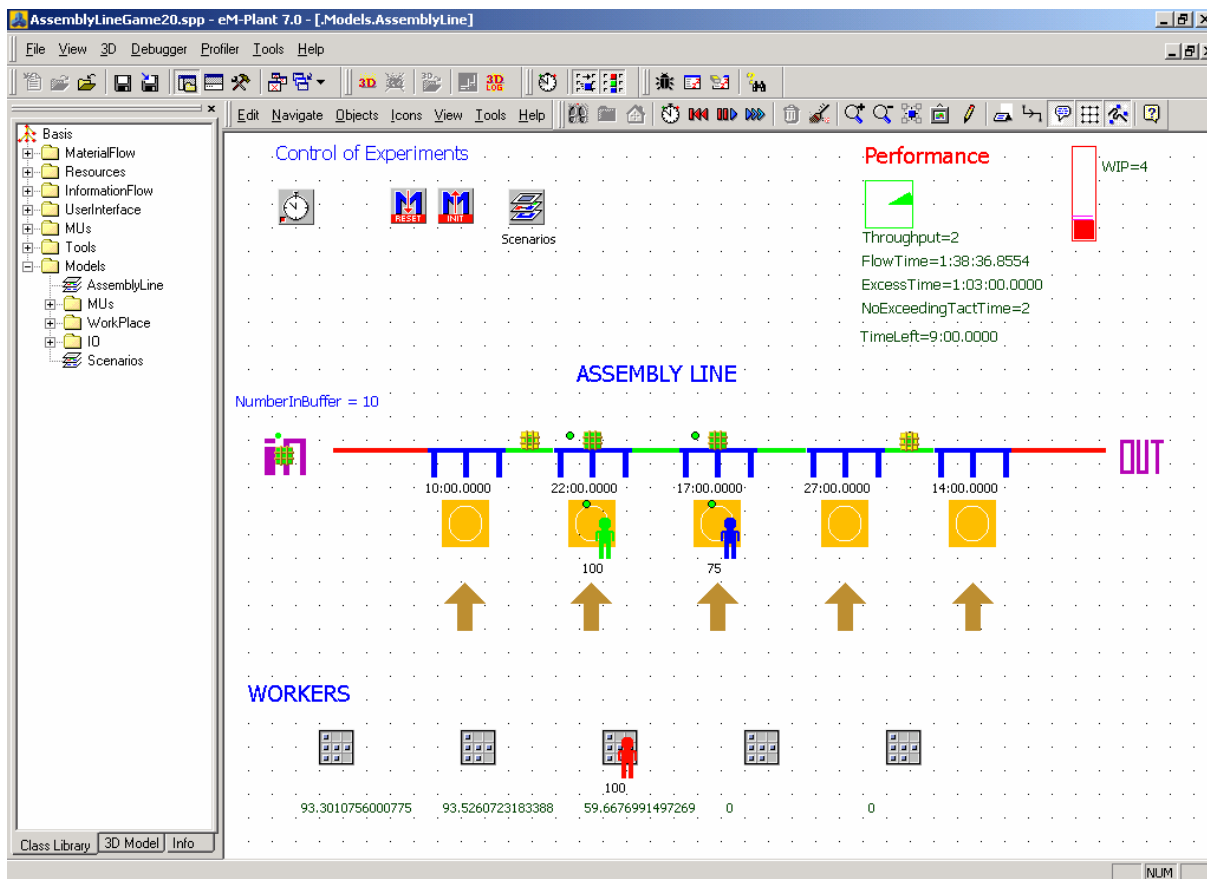 AssemblyLineGame20.spp - eM-Plant 7.0 - [.Models.AssemblyLine]
File View 3D Debugger Profiler Tools Help
3D 3D 3D LOG
Edit Navigate Objects Icons View Tools Help
Basis
MaterialFlow
Resources
InformationFlow
UserInterface
MUs
Tools
Models
AssemblyLine
MUs
WorkPlace
IO
Scenarios
Class Library 3D Model Info
Control of Experiments
RESET INIT
Scenarios
Performance
WIP=4
Throughput=2
FlowTime=1:38:36.8554
ExcessTime=1:03:00.0000
NoExceedingTactTime=2
TimeLeft=9:00.0000
ASSEMBLY LINE
NumberInBuffer = 10
in OUT
10:00.0000 22:00.0000 17:00.0000 27:00.0000 14:00.0000
100 75
WORKERS
100
93.3010756000775 93.5260723183388 59.6676991497269 0 0
NUM